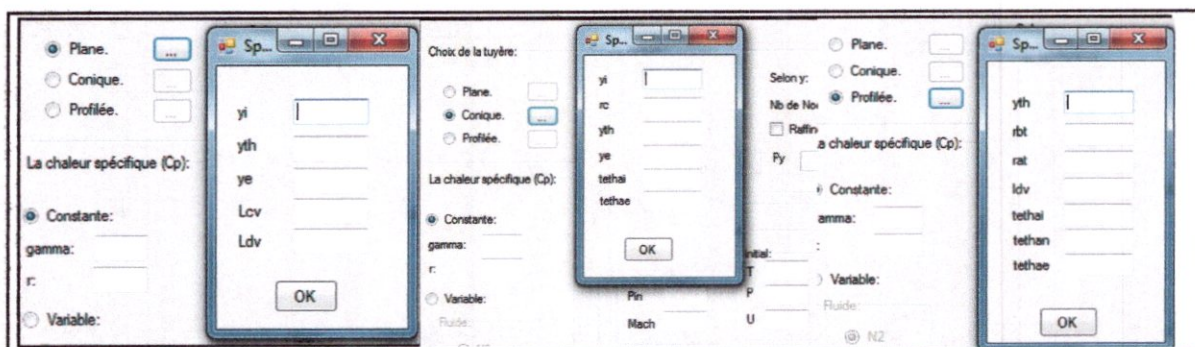 Plane.
...
Conique.
...
Profilée.
...
La chaleur spécifique (Cp):
Constante:
gamma:
r:
Variable:
Sp...
yi
yth
ye
Lcv
Ldv
OK
Choix de la tuyère:
Plane.
Conique.
...
Profilée.
La chaleur spécifique (Cp):
Constante:
gamma:
r:
Variable:
Fluide:
Sp...
yi
rc
yth
ye
tethai
tethae
OK
Pin
Mach
Selon y:
Nb de Noe
Raffin
Py
initial:
T
P
U
Plane.
...
Conique.
...
Profilée.
...
a chaleur spécifique (Cp):
Constante:
amma:
:
Variable:
Fluide:
N2
Sp...
yth
rbt
rat
ldv
tethai
tethan
tethae
OK